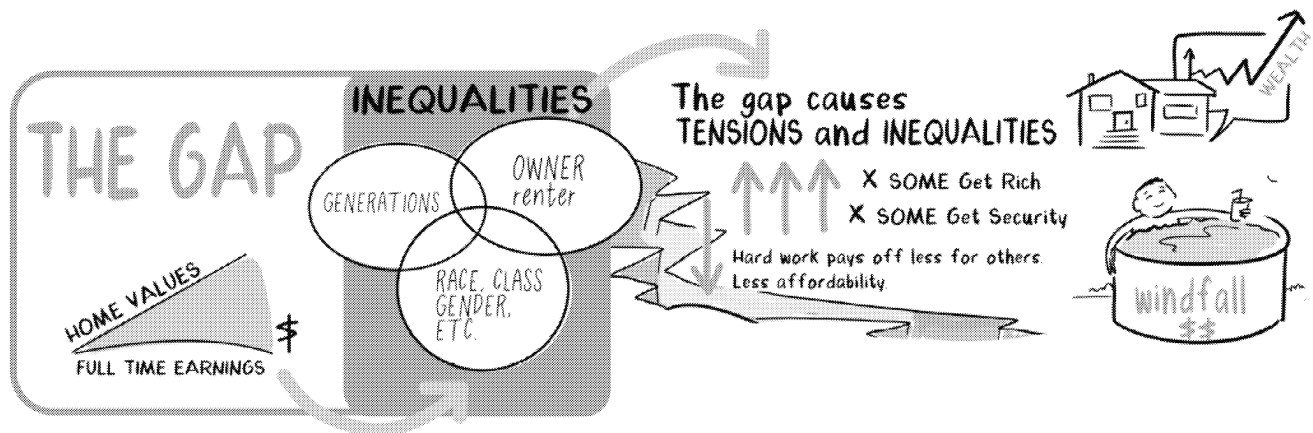 THE GAP
HOME VALUES
$
FULL TIME EARNINGS
INEQUALITIES
GENERATIONS
OWNER
renter
RACE, CLASS
GENDER,
ETC.
The gap causes
TENSIONS and INEQUALITIES
X SOME Get Rich
X SOME Get Security
Hard work pays off less for others.
Less affordability
WEALTH
windfall
$$